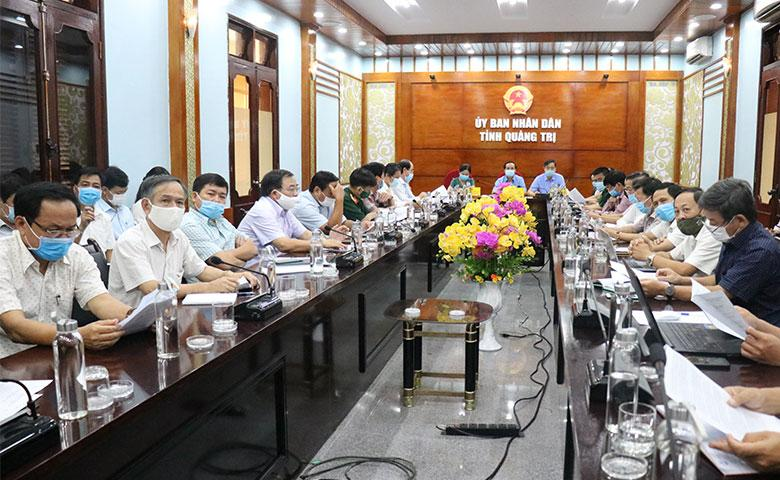 ỦY BAN NHÂN DÂN
TỈNH QUẢNG TRỊ